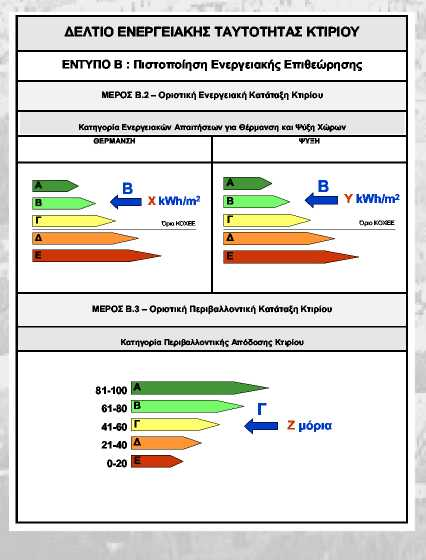 ΔΕΛΤΙΟ ΕΝΕΡΓΕΙΑΚΗΣ ΤΑΥΤΟΤΗΤΑΣ ΚΤΙΡΙΟΥ
ΕΝΤΥΠΟ Β : Πιστοποίηση Ενεργειακής Επιθεώρησης
ΜΕΡΟΣ Β.2 – Οριστική Ενεργειακή Κατάταξη Κτιρίου
Κατηγορία Ενεργειακών Απαιτήσεων για Θέρμανση και Ψύξη Χώρων
ΘΕΡΜΑΝΣΗ
Α
Β
Γ
Δ
Ε
Β
Χ kWh/m²
Όριο ΚΟΧΕΕ
ΨΥΞΗ
Α
Β
Γ
Δ
Ε
Β
Υ kWh/m²
Όριο ΚΟΧΕΕ
ΜΕΡΟΣ Β.3 – Οριστική Περιβαλλοντική Κατάταξη Κτιρίου
Κατηγορία Περιβαλλοντικής Απόδοσης Κτιρίου
81-100 Α
61-80 Β
41-60 Γ
21-40 Δ
0-20 Ε
Γ
Ζ μόρια